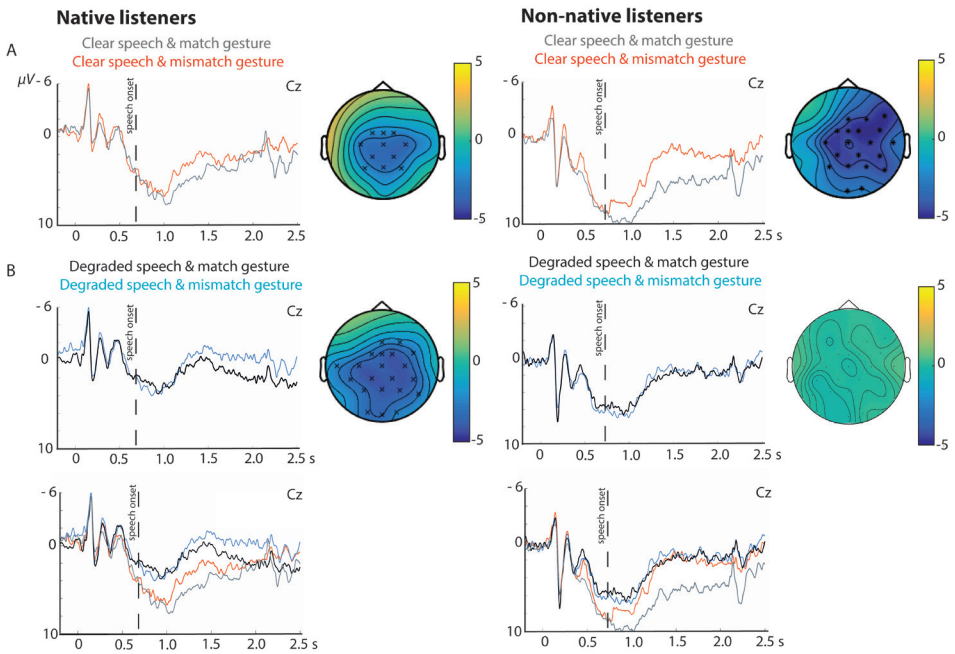 Native listeners
Non-native listeners
A
Clear speech & match gesture
Clear speech & mismatch gesture
μV
- 6
0
10
Cz
speech onset
0 0.5 1.0 1.5 2.0 2.5 s
5
0
-5
Clear speech & match gesture
Clear speech & mismatch gesture
- 6
0
10
Cz
speech onset
0 0.5 1.0 1.5 2.0 2.5 s
5
0
-5
B
Degraded speech & match gesture
Degraded speech & mismatch gesture
- 6
0
10
Cz
speech onset
0 0.5 1.0 1.5 2.0 2.5 s
5
0
-5
Degraded speech & match gesture
Degraded speech & mismatch gesture
- 6
0
10
Cz
speech onset
0 0.5 1.0 1.5 2.0 2.5 s
5
0
-5
- 6
0
10
Cz
speech onset
0 0.5 1.0 1.5 2.0 2.5 s
- 6
0
10
Cz
speech onset
0 0.5 1.0 1.5 2.0 2.5 s